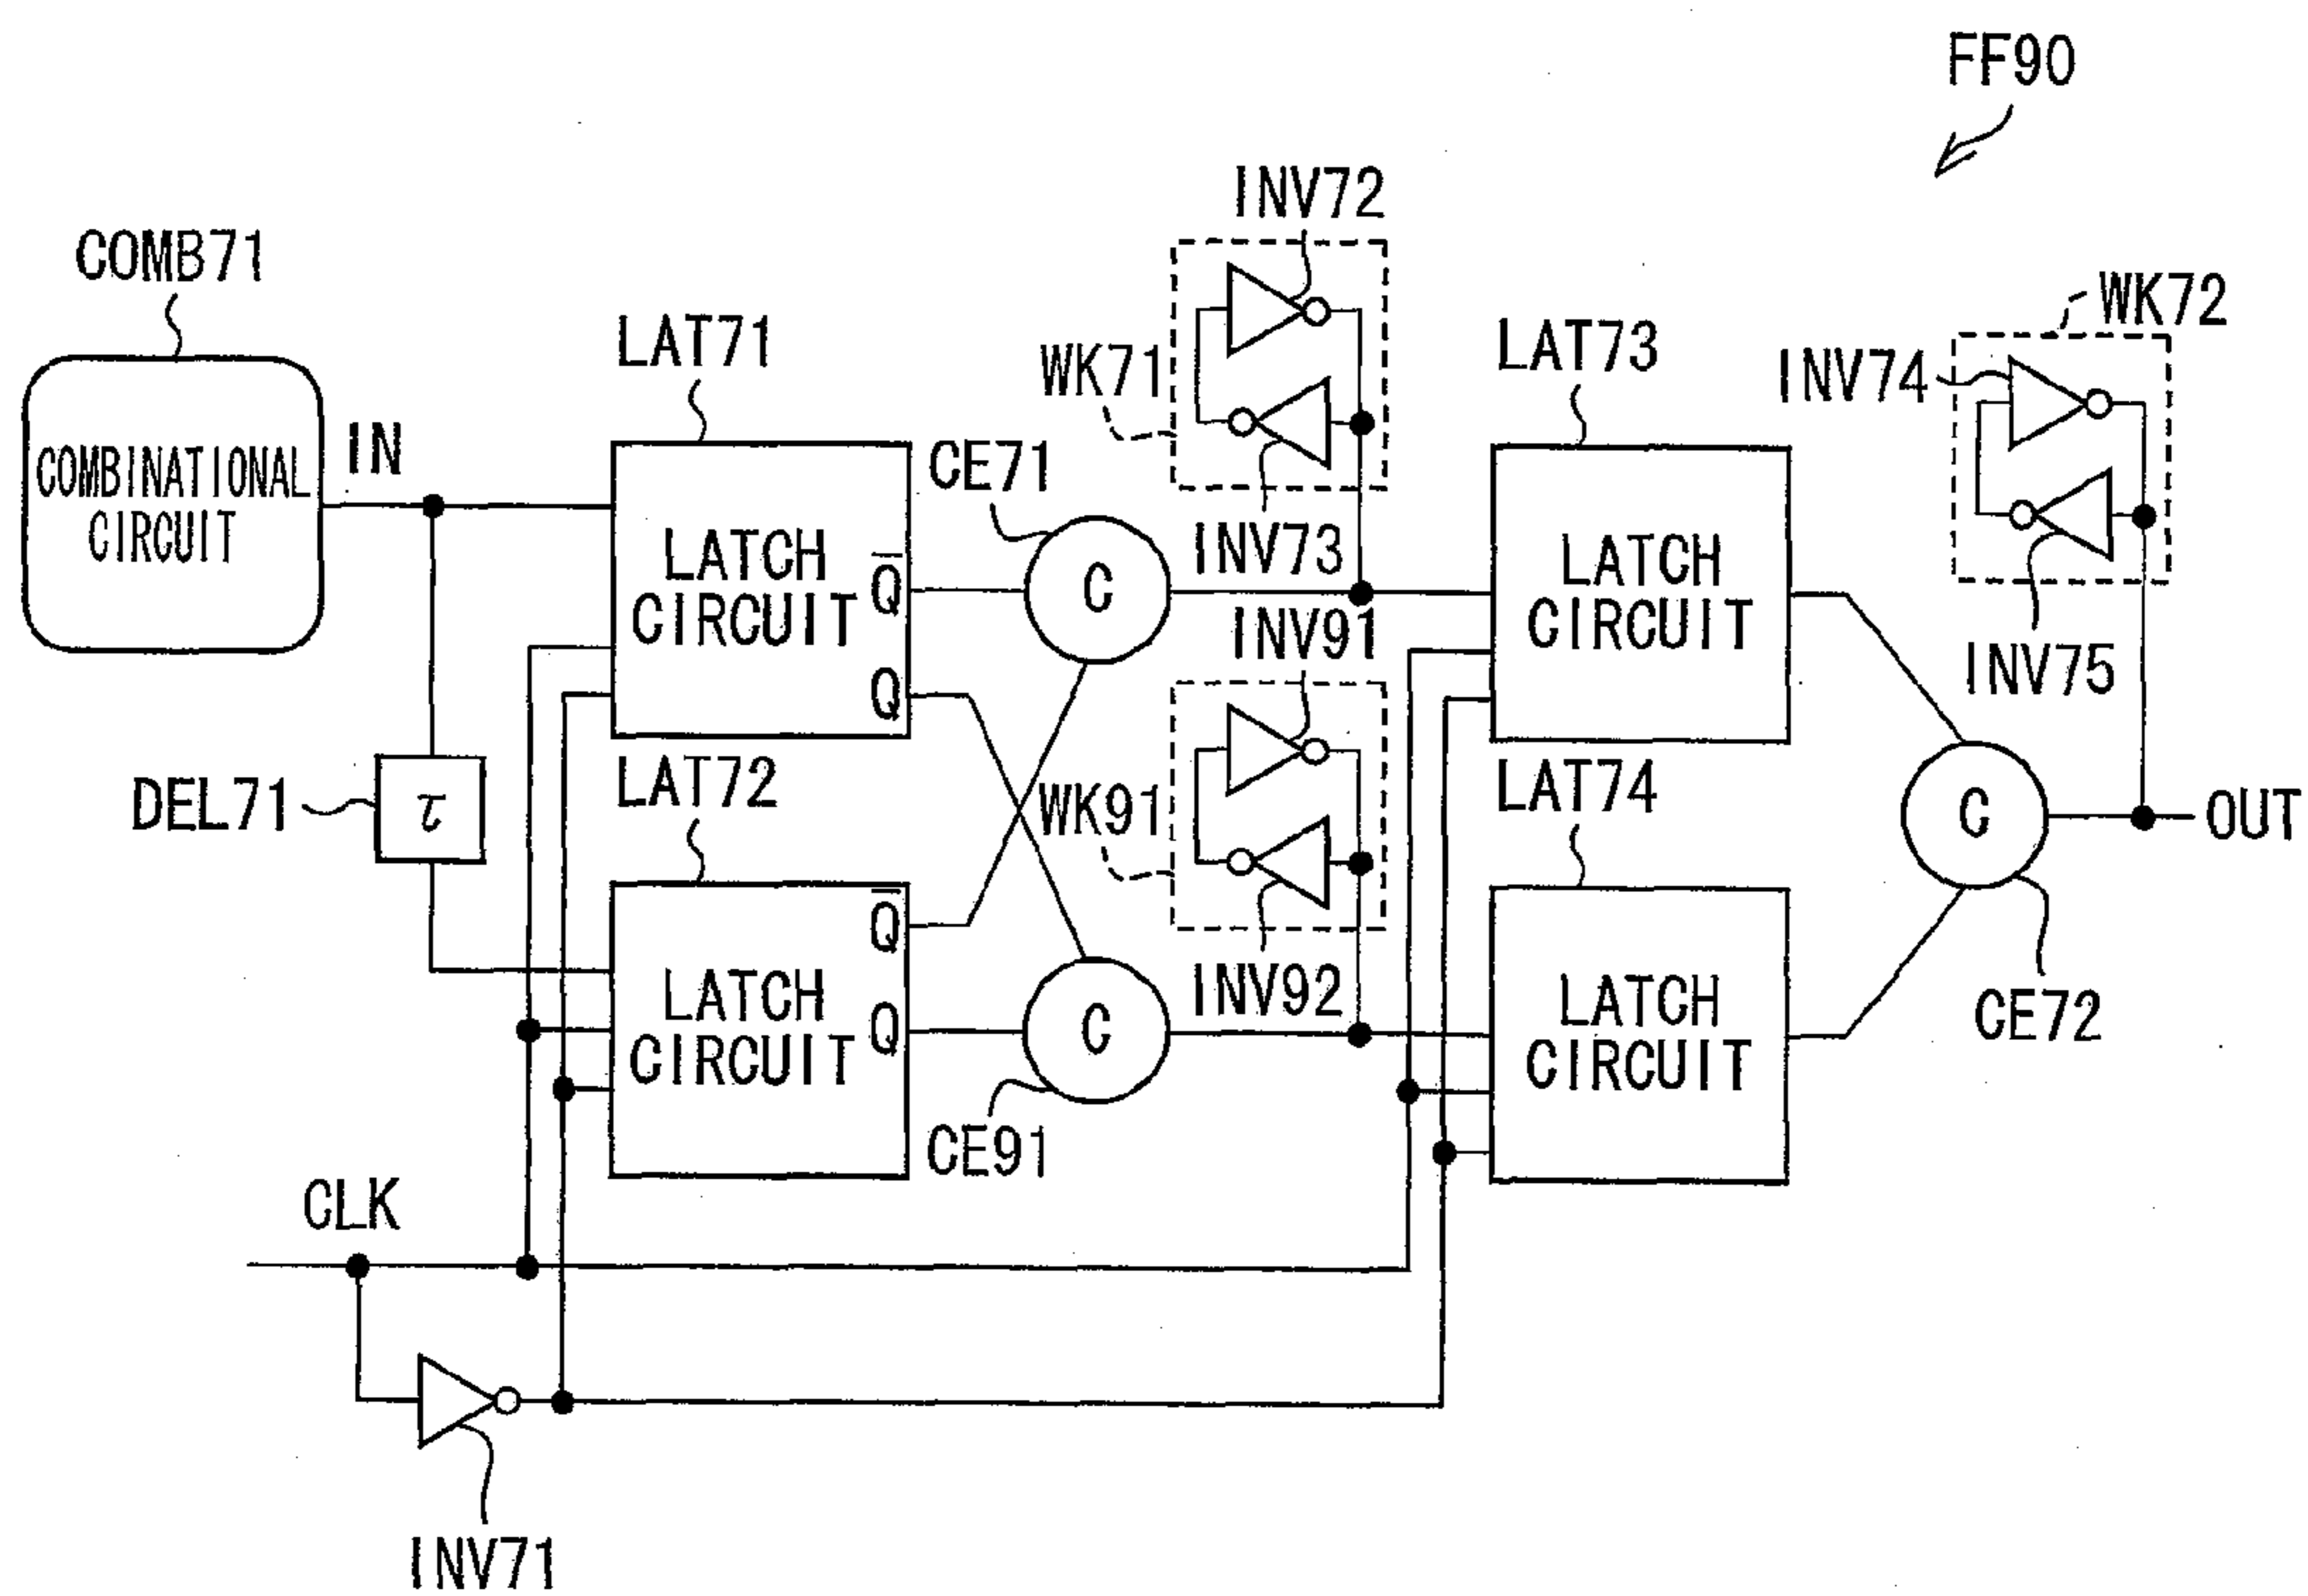 FF90
INV72
COMB71
WK72
LAT71
LAT73
WK71
INV74
CE71
IN
COMBINATIONAL
CIRCUIT
INV73
LATCH
CIRCUIT
Q
Q
C
LATCH
CIRCUIT
INV91
INV75
LAT72
LAT74
DEL71
τ
WK91
C
OUT
Q
Q
LATCH
CIRCUIT
C
INV92
LATCH
CIRCUIT
CE72
CE91
CLK
INV71